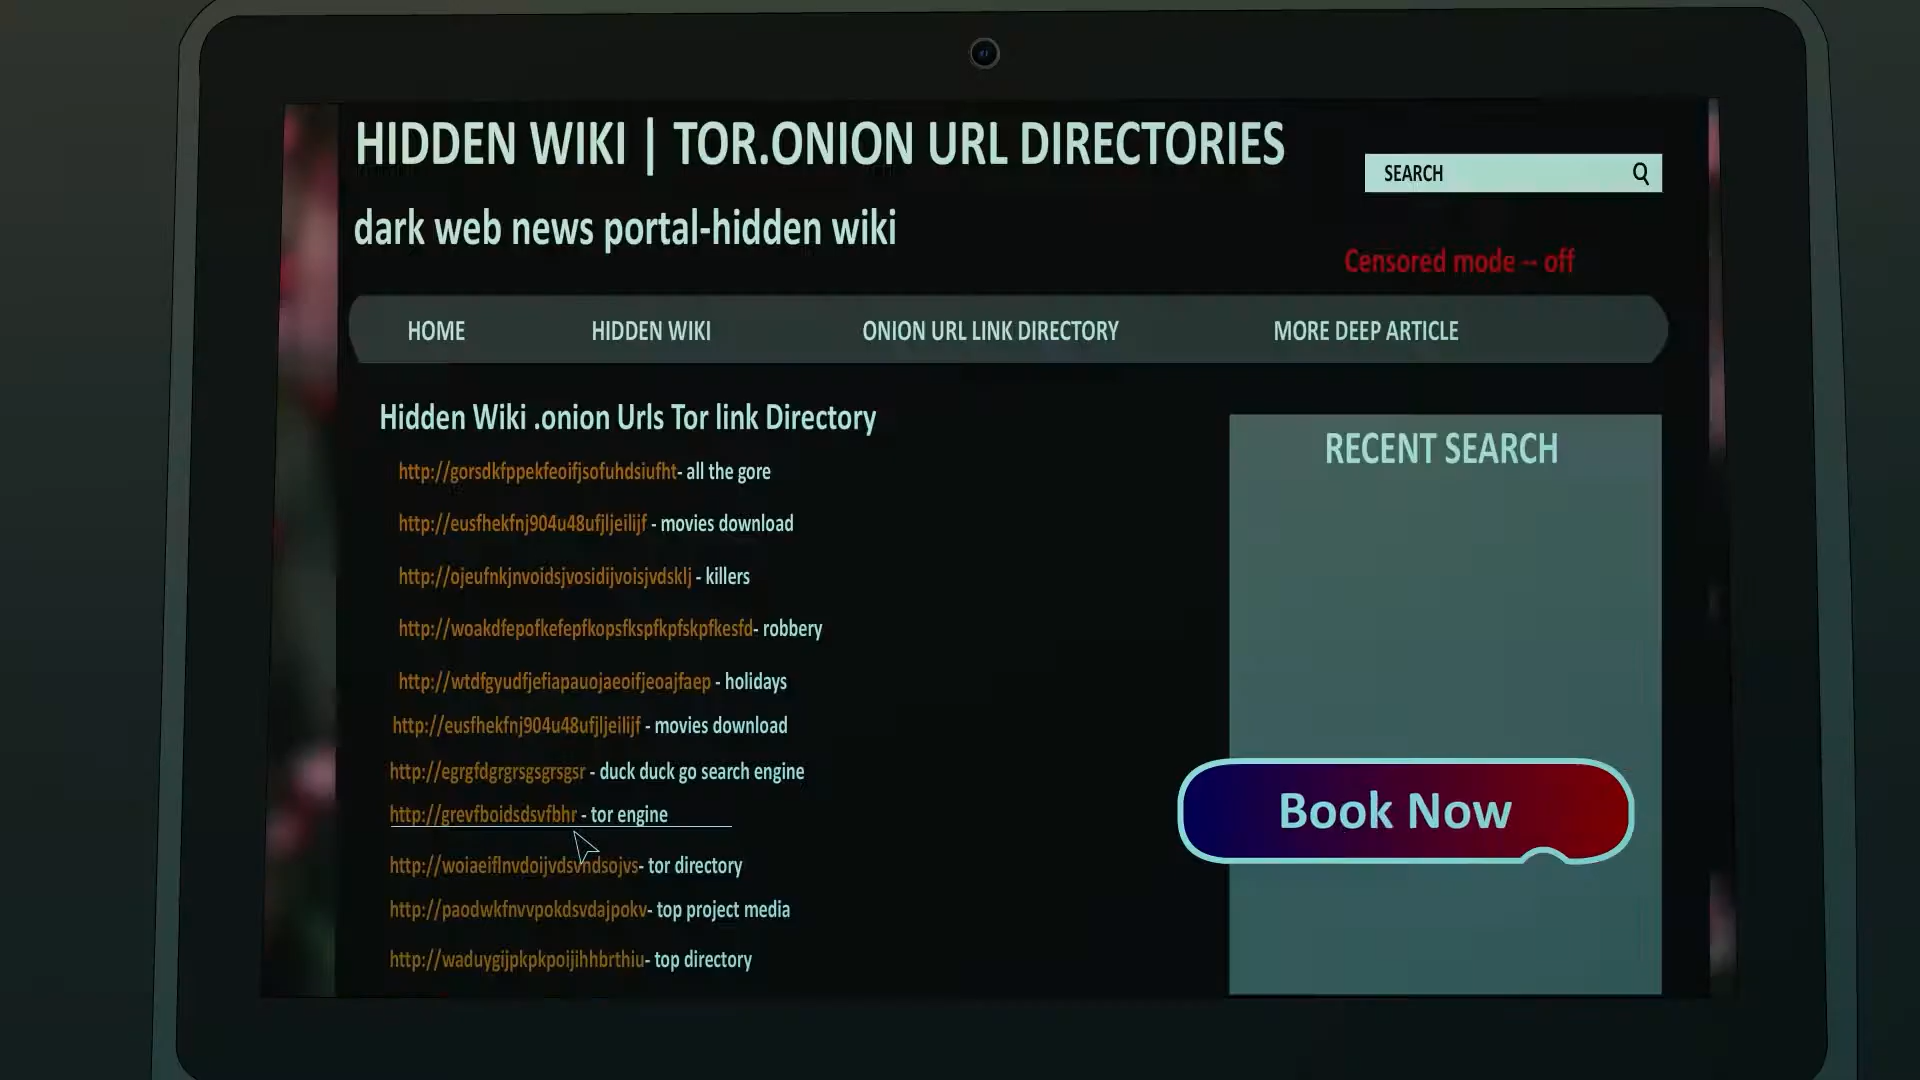 HIDDEN WIKI | TOR.ONION URL DIRECTORIES
dark web news portal-hidden wiki
SEARCH
Censored mode -- off
HOME HIDDEN WIKI ONION URL LINK DIRECTORY MORE DEEP ARTICLE
Hidden Wiki .onion Urls Tor link Directory
http://gorsdkfppekfeoifjsofuhdsiufht- all the gore
http://eusfhekfnj904u48ufjljeilijf - movies download
http://ojeufnkjnvoidsjvosidijvoisjvdsklj - killers
http://woakdfepofkefepfkopsfkspfkpfskpfkesfd- robbery
http://wtdfgyudfjefiapauojaeoifjeoajfaep - holidays
http://eusfhekfnj904u48ufjljeilijf - movies download
http://egrgfdgrgrsgsgrsgsr - duck duck go search engine
http://grevfboidsdsvfbhr - tor engine
http://woiaeiflnvdoijvdsvndsojvs- tor directory
http://paodwkfnvvpokdsvdajpokv- top project media
http://waduygijpkpkpoijihhbrthiu- top directory
RECENT SEARCH
Book Now